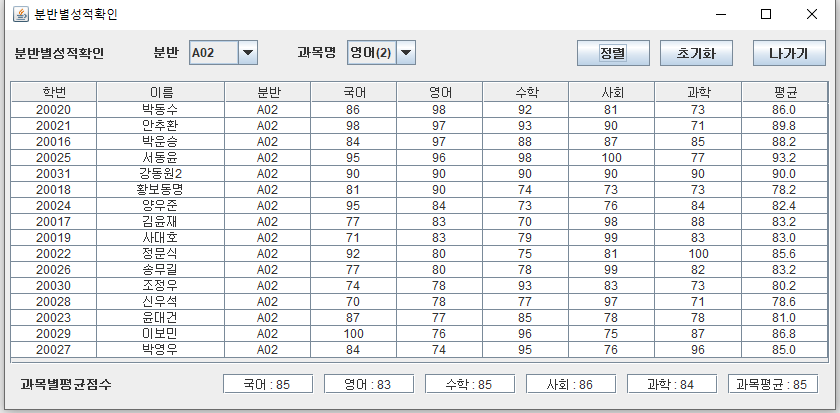 분반별성적확인
분반별성적확인 분반 A02 과목명 영어(2) 정렬 초기화 나가기
학번 이름 분반 국어 영어 수학 사회 과학 평균
20020 박동수 A02 86 98 92 81 73 86.0
20021 안추환 A02 98 97 93 90 71 89.8
20016 박윤승 A02 84 97 88 87 85 88.2
20025 서동윤 A02 95 96 98 100 77 93.2
20031 강동원2 A02 90 90 90 90 90 90.0
20018 황보동명 A02 81 90 74 73 73 78.2
20024 양우준 A02 95 84 73 76 84 82.4
20017 김윤재 A02 77 83 70 98 88 83.2
20019 사대호 A02 71 83 79 99 83 83.0
20022 정문식 A02 92 80 75 81 100 85.6
20026 송무길 A02 77 80 78 99 82 83.2
20030 조정우 A02 74 78 93 83 73 80.2
20028 신우석 A02 70 78 77 97 71 78.6
20023 윤대건 A02 87 77 85 78 78 81.0
20029 이보민 A02 100 76 96 75 87 86.8
20027 박영우 A02 84 74 95 76 96 85.0
과목별평균점수 국어 : 85 영어 : 83 수학 : 85 사회 : 86 과학 : 84 과목평균 : 85